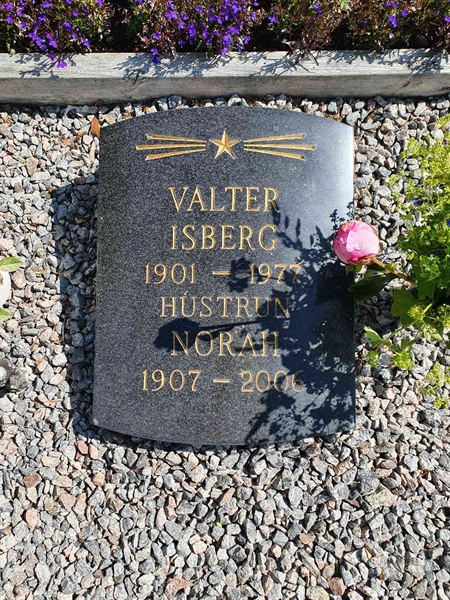 VALTER
ISBERG
1901 – 1977
HUSTRUN
NORAH
1907 – 2006